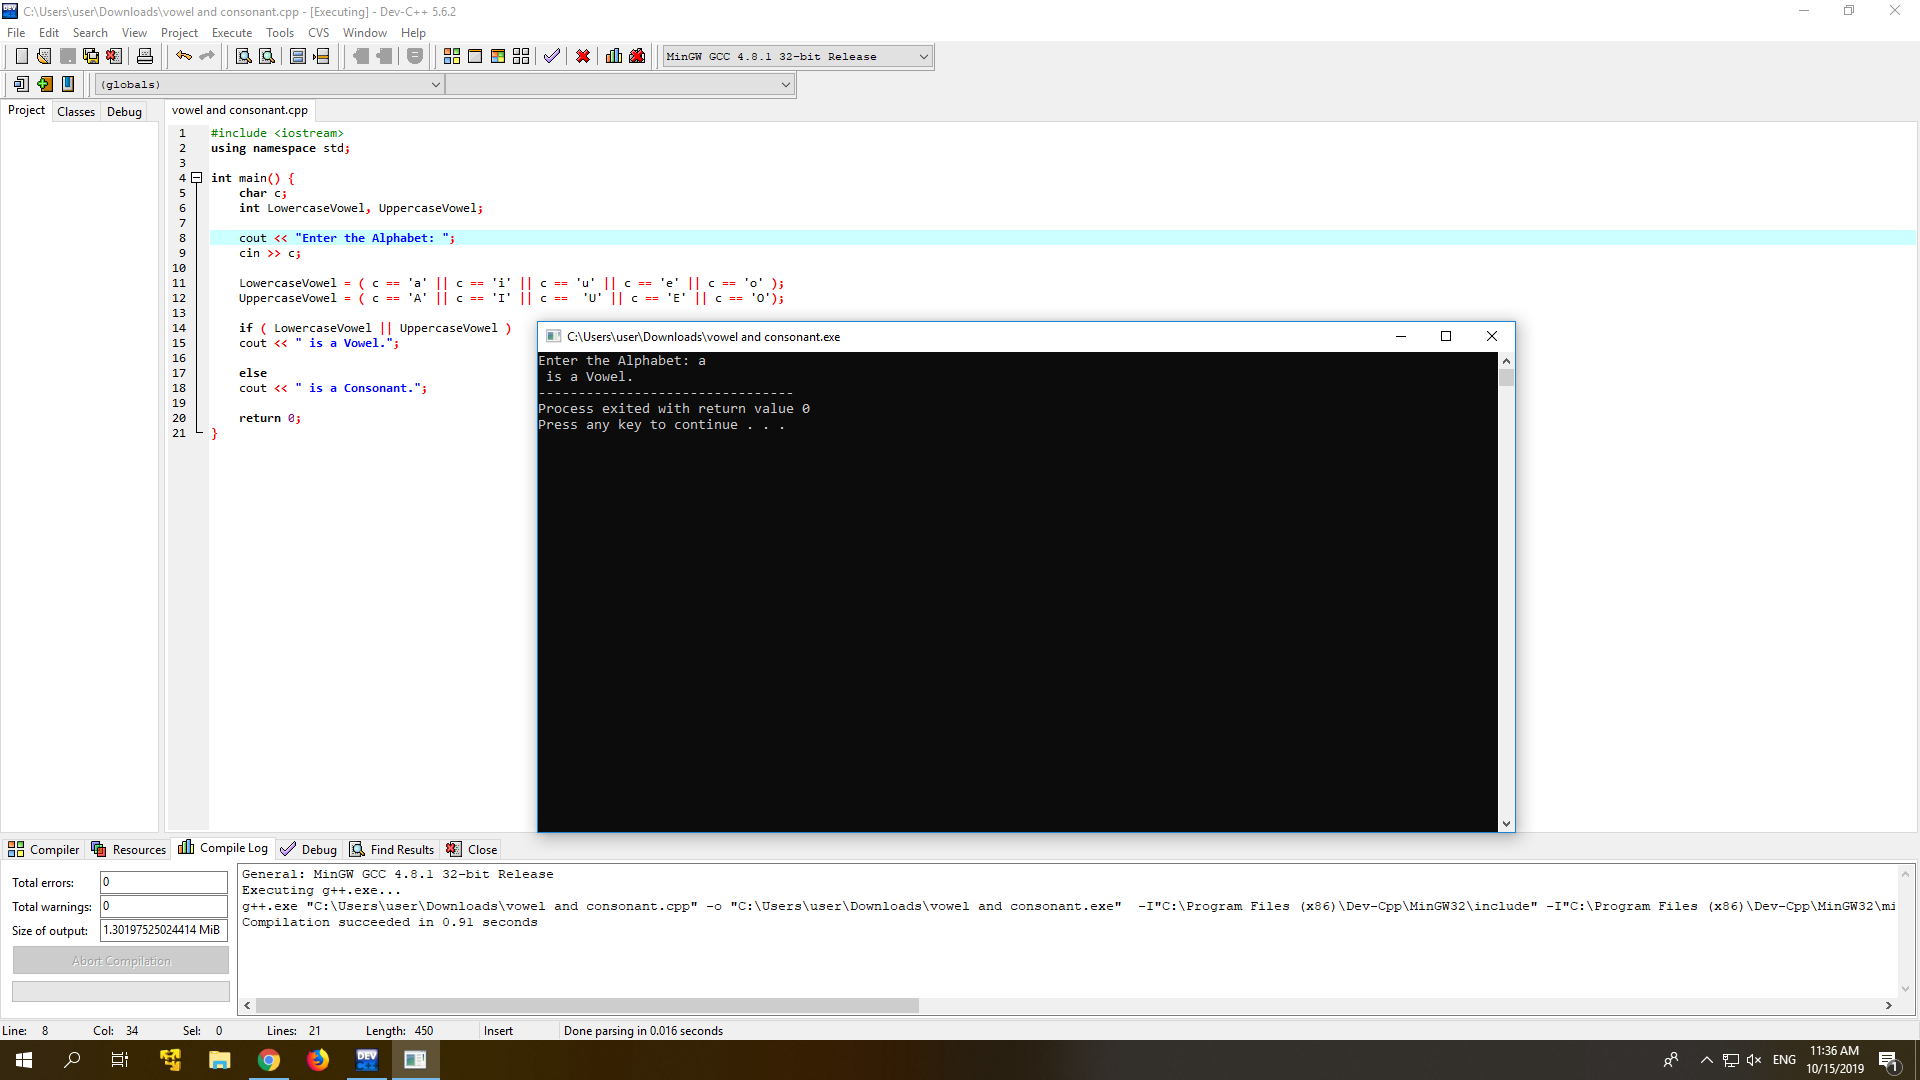 C:\Users\user\Downloads\vowel and consonant.cpp - [Executing] - Dev-C++ 5.6.2
File Edit Search View Project Execute Tools CVS Window Help
MinGW GCC 4.8.1 32-bit Release
(globals)
Project Classes Debug
vowel and consonant.cpp
1 #include <iostream>
2 using namespace std;
3
4 int main() {
5 char c;
6 int LowercaseVowel, UppercaseVowel;
7
8 cout << "Enter the Alphabet: ";
9 cin >> c;
10
11 LowercaseVowel = ( c == 'a' || c == 'i' || c == 'u' || c == 'e' || c == 'o' );
12 UppercaseVowel = ( c == 'A' || c == 'I' || c ==  'U' || c == 'E' || c == 'O');
13
14 if ( LowercaseVowel || UppercaseVowel )
15 cout << " is a Vowel.";
16
17 else
18 cout << " is a Consonant.";
19
20 return 0;
21 }
C:\Users\user\Downloads\vowel and consonant.exe
Enter the Alphabet: a
is a Vowel.
--------------------------------
Process exited with return value 0
Press any key to continue . . .
Compiler Resources Compile Log Debug Find Results Close
Total errors: 0
Total warnings: 0
Size of output: 1.30197525024414 MiB
Abort Compilation
General: MinGW GCC 4.8.1 32-bit Release
Executing g++.exe...
g++.exe "C:\Users\user\Downloads\vowel and consonant.cpp" -o "C:\Users\user\Downloads\vowel and consonant.exe"  -I"C:\Program Files (x86)\Dev-Cpp\MinGW32\include" -I"C:\Program Files (x86)\Dev-Cpp\MinGW32\mi
Compilation succeeded in 0.91 seconds
Line: 8 Col: 34 Sel: 0 Lines: 21 Length: 450 Insert Done parsing in 0.016 seconds
DEV C++
ENG
11:36 AM
10/15/2019
1